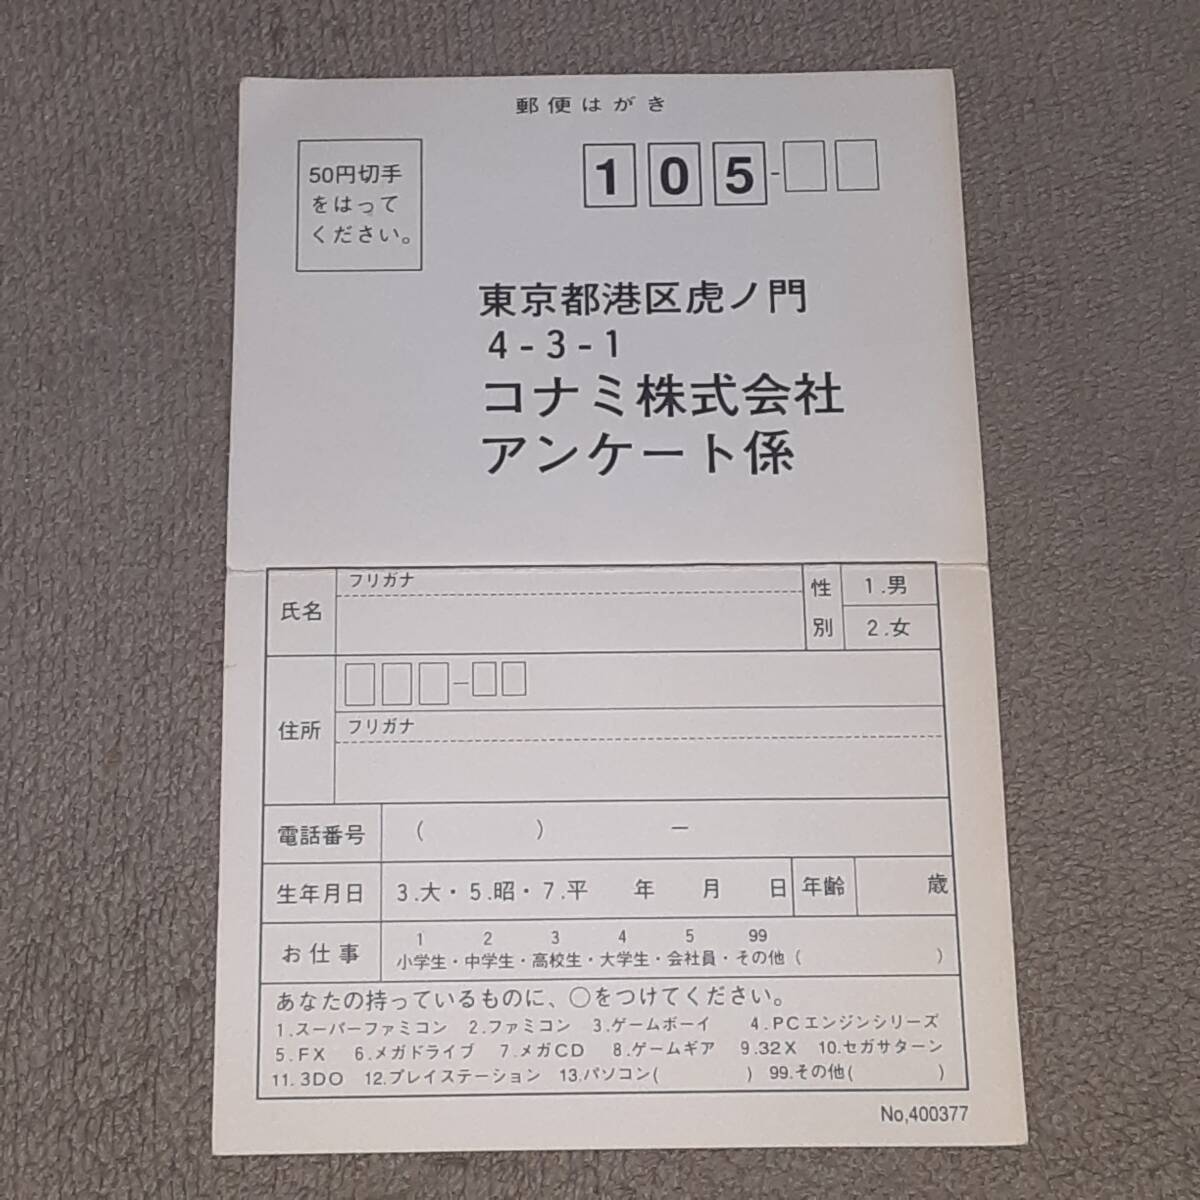 郵便はがき
50円切手
をはって
ください。
105-
東京都港区虎ノ門
4-3-1
コナミ株式会社
アンケート係
氏名
フリガナ
性別
1.男
2.女
住所
フリガナ
電話番号 (　　　) －
生年月日 3.大・5.昭・7.平　年　月　日 年齢　歳
お仕事
1 2 3 4 5 99
小学生・中学生・高校生・大学生・会社員・その他(　　　)
あなたの持っているものに、○をつけてください。
1.スーパーファミコン 2.ファミコン 3.ゲームボーイ 4.PCエンジンシリーズ
5.FX 6.メガドライブ 7.メガCD 8.ゲームギア 9.32X 10.セガサターン
11.3DO 12.プレイステーション 13.パソコン(　　　) 99.その他(　　　)
No,400377